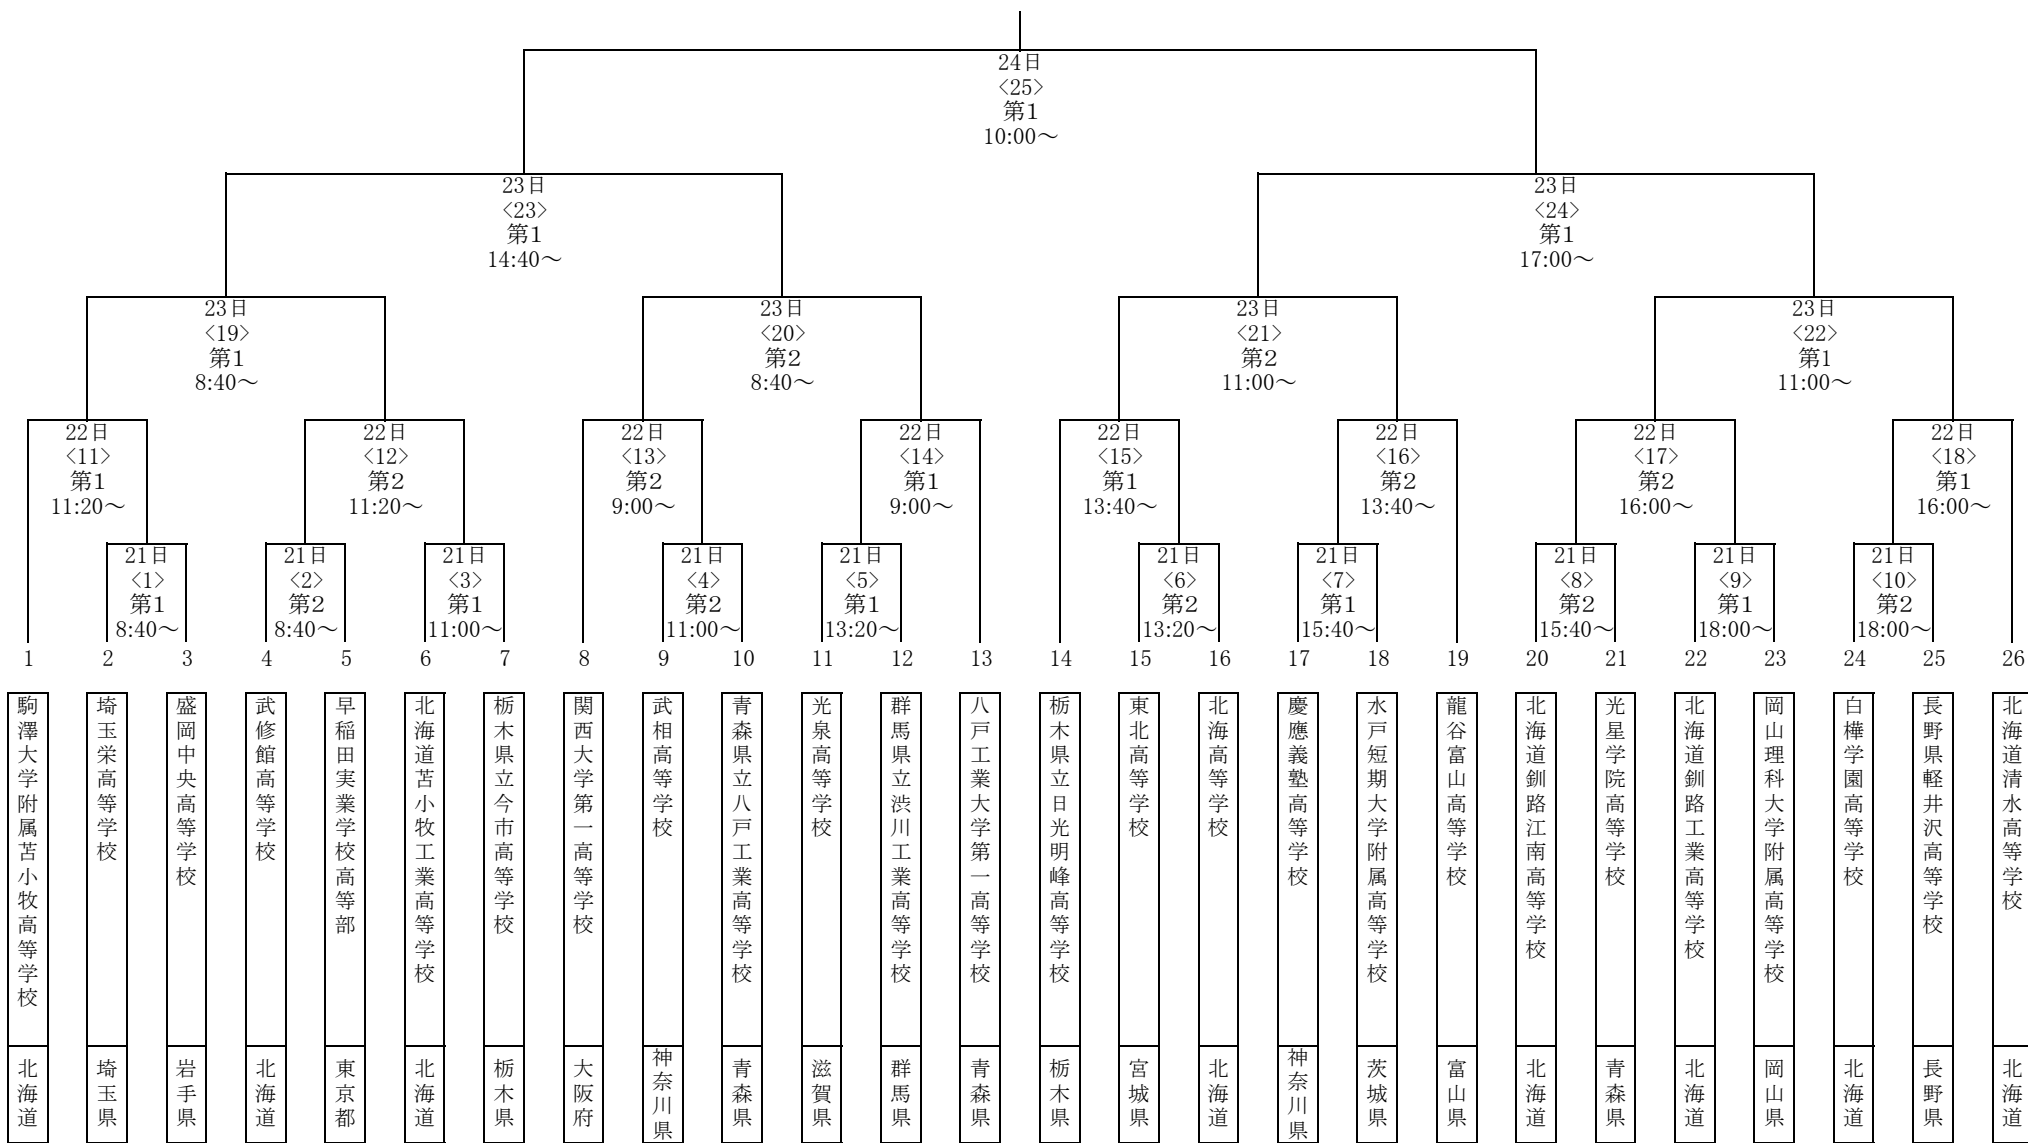 24日
<25>
第1
10:00～
23日
<23>
第1
14:40～
23日
<24>
第1
17:00～
23日
<19>
第1
8:40～
23日
<20>
第2
8:40～
23日
<21>
第2
11:00～
23日
<22>
第1
11:00～
22日
<11>
第1
11:20～
22日
<12>
第2
11:20～
22日
<13>
第2
9:00～
22日
<14>
第1
9:00～
22日
<15>
第1
13:40～
22日
<16>
第2
13:40～
22日
<17>
第2
16:00～
22日
<18>
第1
16:00～
21日
<1>
第1
8:40～
21日
<2>
第2
8:40～
21日
<3>
第1
11:00～
21日
<4>
第2
11:00～
21日
<5>
第1
13:20～
21日
<6>
第2
13:20～
21日
<7>
第1
15:40～
21日
<8>
第2
15:40～
21日
<9>
第1
18:00～
21日
<10>
第2
18:00～
1
2
3
4
5
6
7
8
9
10
11
12
13
14
15
16
17
18
19
20
21
22
23
24
25
26
駒澤大学附属苫小牧高等学校
埼玉栄高等学校
盛岡中央高等学校
武修館高等学校
早稲田実業学校高等部
北海道苫小牧工業高等学校
栃木県立今市高等学校
関西大学第一高等学校
武相高等学校
青森県立八戸工業高等学校
光泉高等学校
群馬県立渋川工業高等学校
八戸工業大学第一高等学校
栃木県立日光明峰高等学校
東北高等学校
北海高等学校
慶應義塾高等学校
水戸短期大学附属高等学校
龍谷富山高等学校
北海道釧路江南高等学校
光星学院高等学校
北海道釧路工業高等学校
岡山理科大学附属高等学校
白樺学園高等学校
長野県軽井沢高等学校
北海道清水高等学校
北海道
埼玉県
岩手県
北海道
東京都
北海道
栃木県
大阪府
神奈川県
青森県
滋賀県
群馬県
青森県
栃木県
宮城県
北海道
神奈川県
茨城県
富山県
北海道
青森県
北海道
岡山県
北海道
長野県
北海道